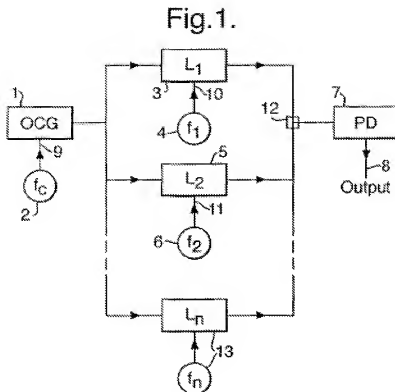 Fig.1.
1
OCG
9
f_c
2
L₁
3
10
4
f₁
5
L₂
11
6
f₂
Lₙ
13
fₙ
12
7
PD
8
Output